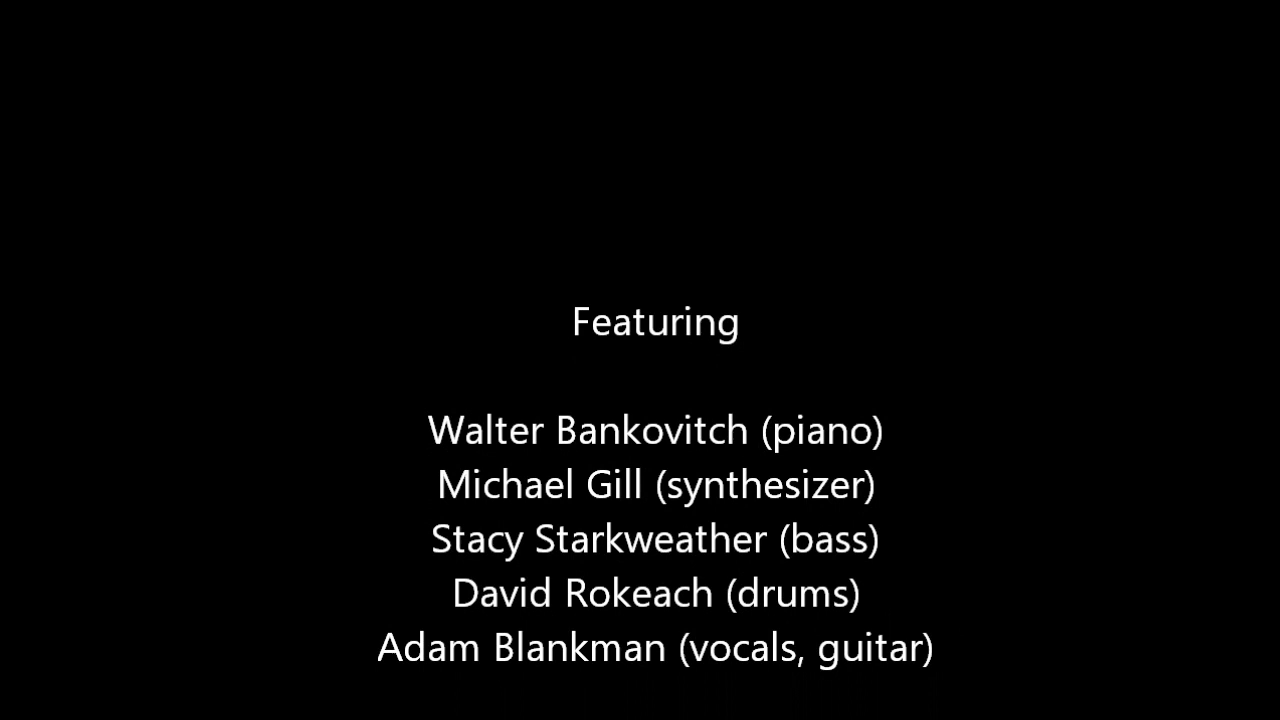 Featuring
Walter Bankovitch (piano)
Michael Gill (synthesizer)
Stacy Starkweather (bass)
David Rokeach (drums)
Adam Blankman (vocals, guitar)